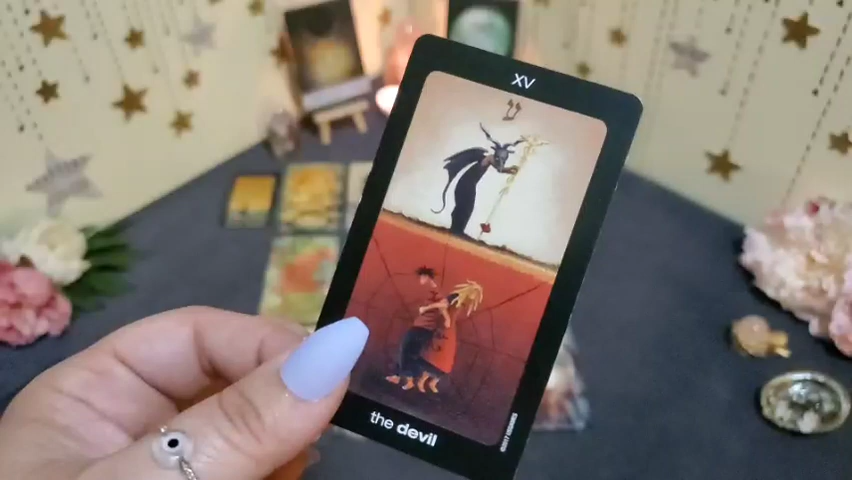 XV
ש
the devil